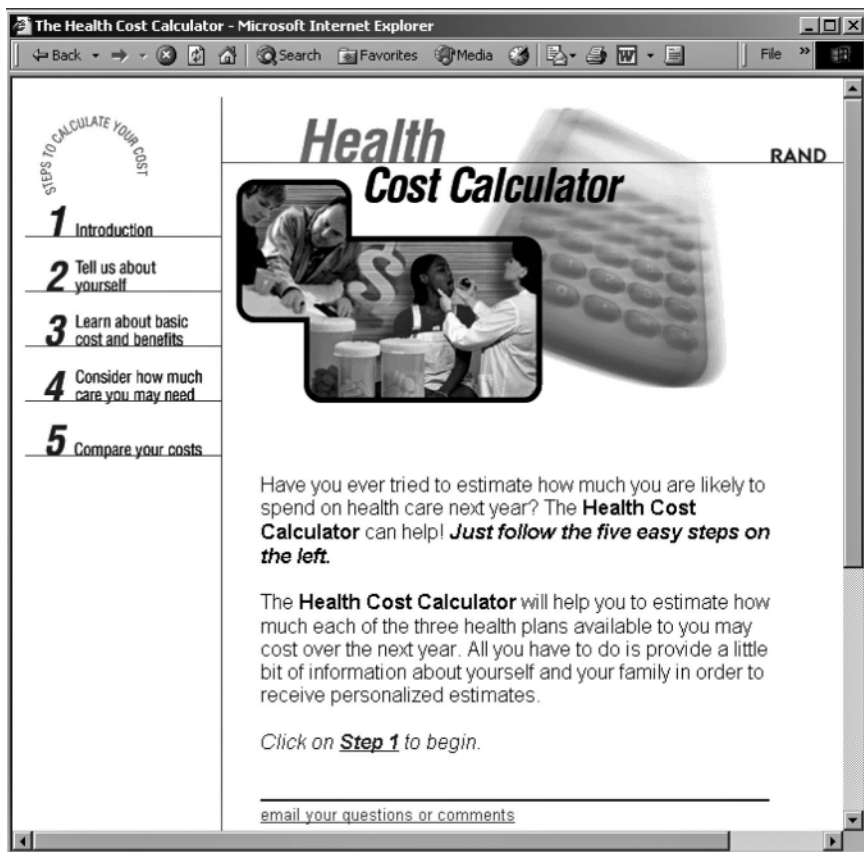 The Health Cost Calculator - Microsoft Internet Explorer
Back Search Favorites Media W File »
STEPS TO CALCULATE YOUR COST
1 Introduction
2 Tell us about
yourself
3 Learn about basic
cost and benefits
4 Consider how much
care you may need
5 Compare your costs
Health
RAND
Cost Calculator
$
Have you ever tried to estimate how much you are likely to
spend on health care next year? The Health Cost
Calculator can help! Just follow the five easy steps on
the left.
The Health Cost Calculator will help you to estimate how
much each of the three health plans available to you may
cost over the next year. All you have to do is provide a little
bit of information about yourself and your family in order to
receive personalized estimates.
Click on Step 1 to begin.
email your questions or comments